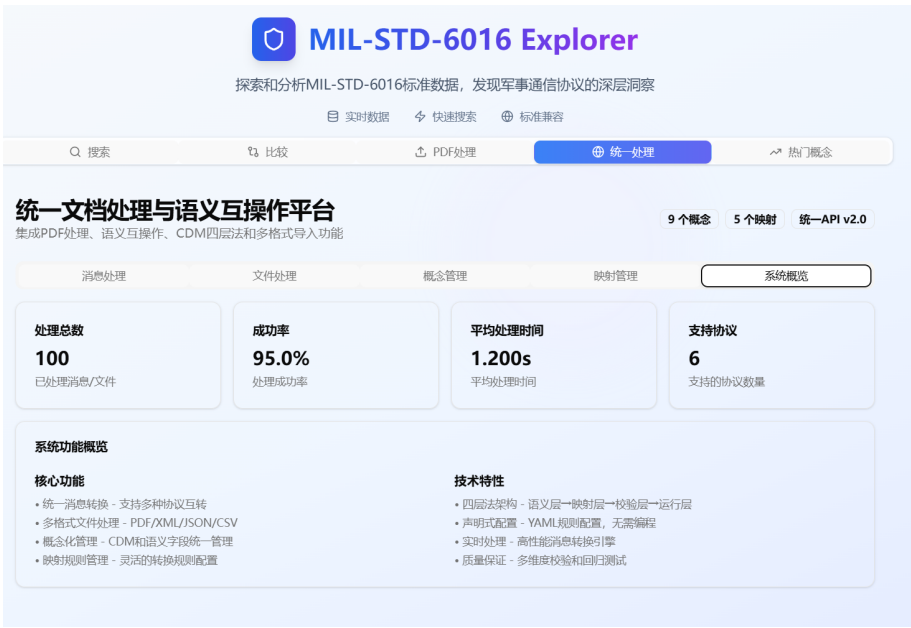 MIL-STD-6016 Explorer
探索和分析MIL-STD-6016标准数据，发现军事通信协议的深层洞察
实时数据 快速搜索 标准兼容
搜索 比较 PDF处理 统一处理 热门概念
统一文档处理与语义互操作平台
集成PDF处理、语义互操作、CDM四层法和多格式导入功能
9 个概念 5 个映射 统一API v2.0
消息处理 文件处理 概念管理 映射管理 系统概览
处理总数 成功率 平均处理时间 支持协议
100 95.0% 1.200s 6
已处理消息/文件 处理成功率 平均处理时间 支持的协议数量
系统功能概览
核心功能
• 统一消息转换 - 支持多种协议互转
• 多格式文件处理 - PDF/XML/JSON/CSV
• 概念化管理 - CDM和语义字段统一管理
• 映射规则管理 - 灵活的转换规则配置
技术特性
• 四层法架构 - 语义层→映射层→校验层→运行层
• 声明式配置 - YAML规则配置，无需编程
• 实时处理 - 高性能消息转换引擎
• 质量保证 - 多维度校验和回归测试